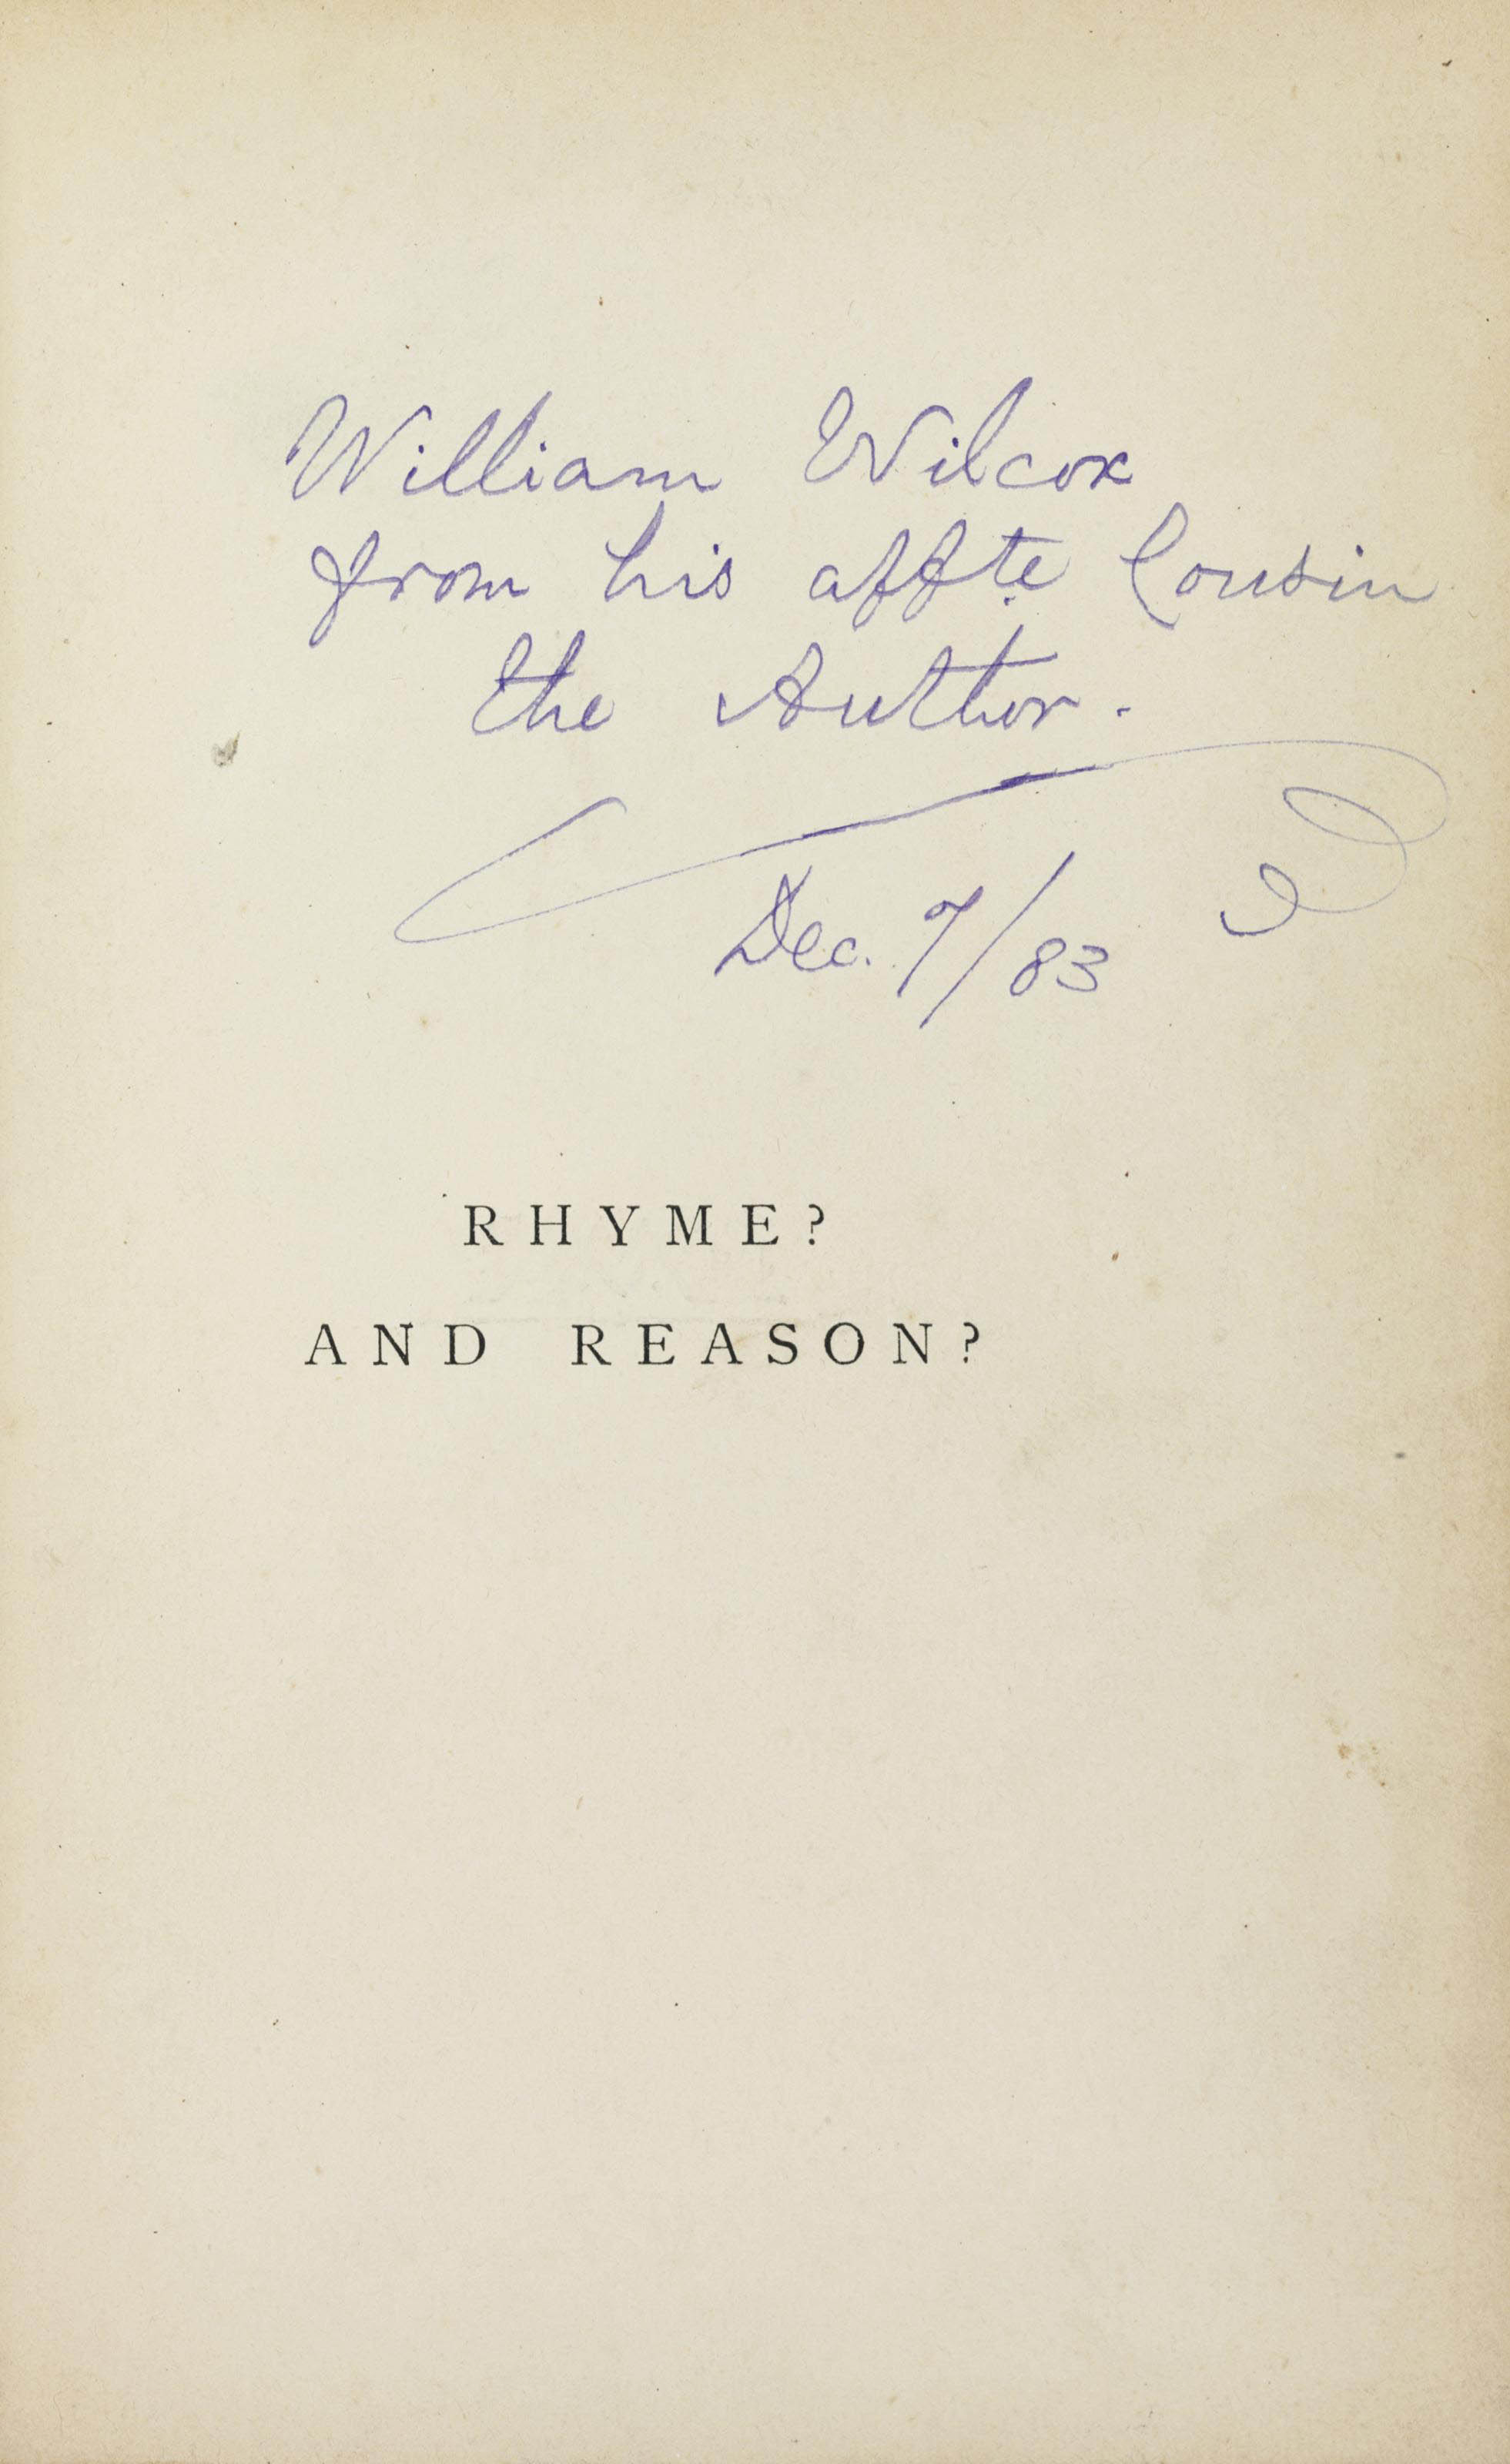 William Wilcox
from his affte Cousin
the Author.
Dec. 7/83
RHYME?
AND REASON?